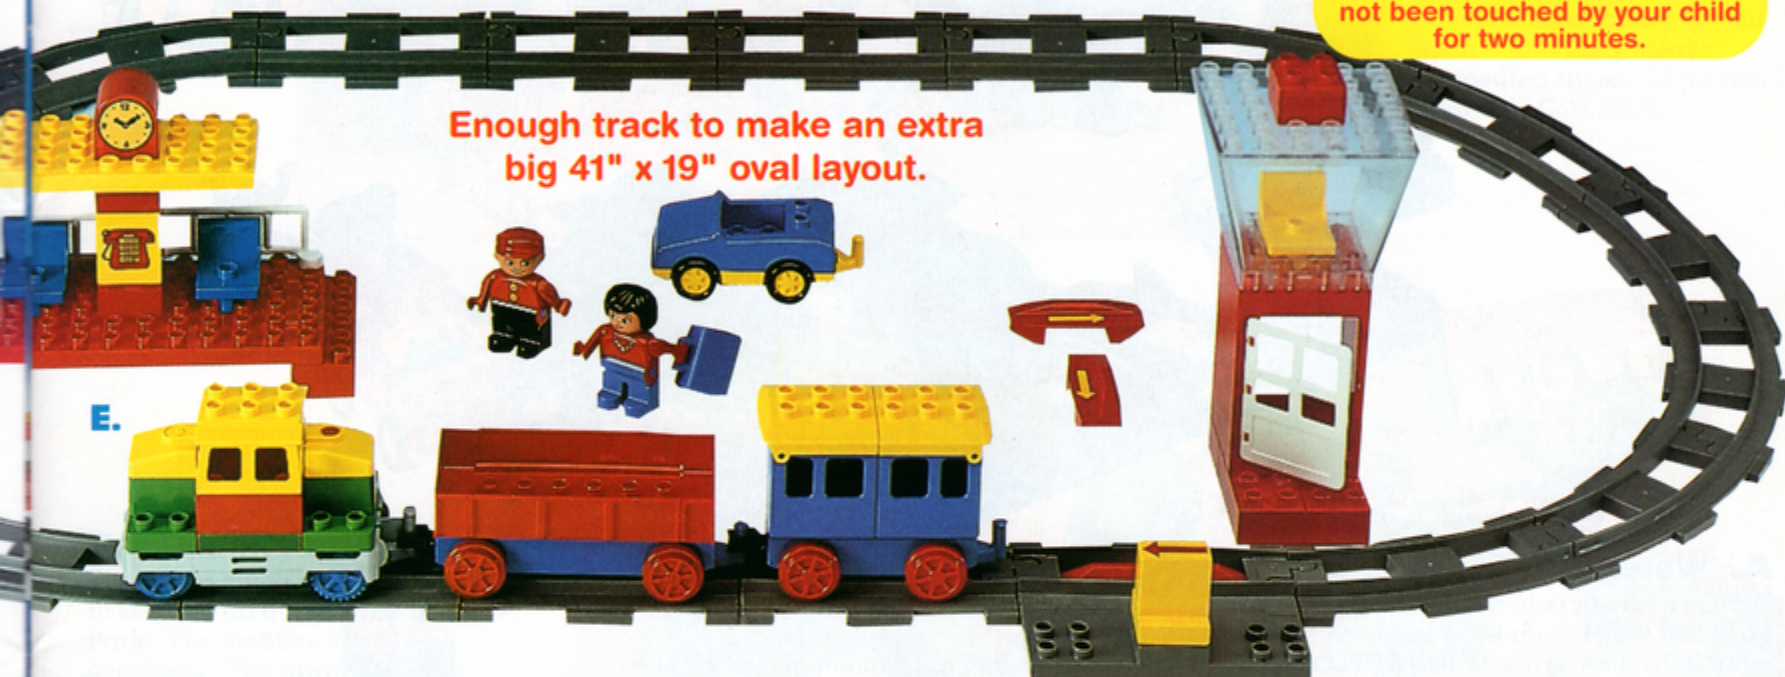 not been touched by your child
for two minutes.
Enough track to make an extra
big 41" x 19" oval layout.
E.